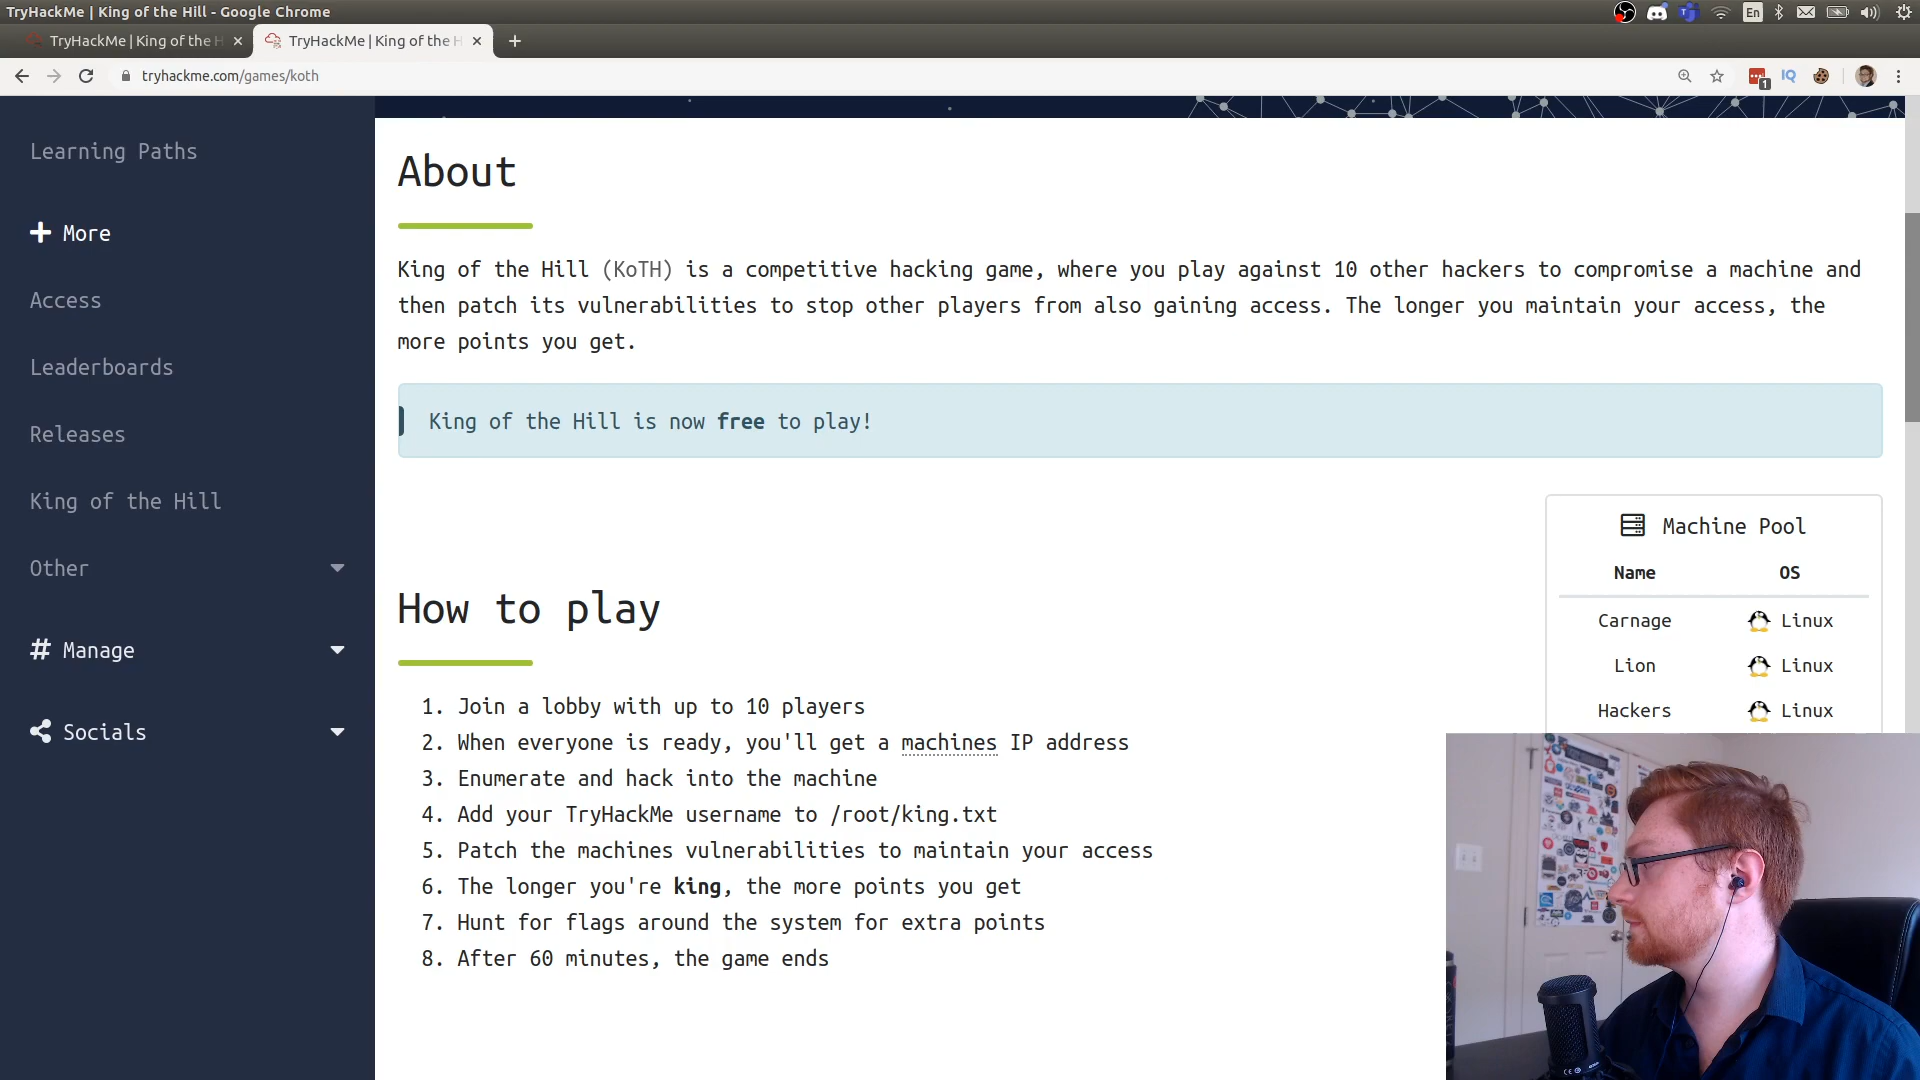 TryHackMe | King of the Hill - Google Chrome
En
TryHackMe | King of the H
TryHackMe | King of the H
tryhackme.com/games/koth
1
IQ
Learning Paths
More
Access
Leaderboards
Releases
King of the Hill
Other
Manage
Socials
About
King of the Hill (KoTH) is a competitive hacking game, where you play against 10 other hackers to compromise a machine and
then patch its vulnerabilities to stop other players from also gaining access. The longer you maintain your access, the
more points you get.
King of the Hill is now free to play!
Machine Pool
Name OS
Carnage Linux
Lion Linux
Hackers Linux
How to play
1. Join a lobby with up to 10 players
2. When everyone is ready, you'll get a machines IP address
3. Enumerate and hack into the machine
4. Add your TryHackMe username to /root/king.txt
5. Patch the machines vulnerabilities to maintain your access
6. The longer you're king, the more points you get
7. Hunt for flags around the system for extra points
8. After 60 minutes, the game ends